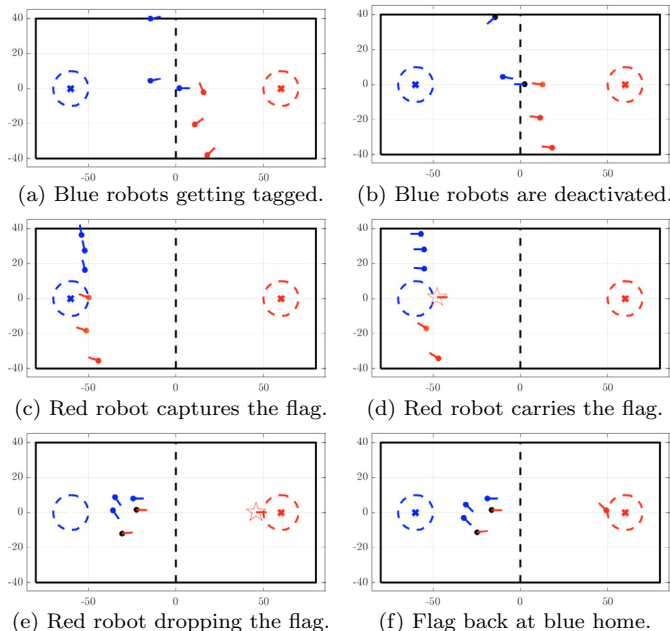 40
20
0
-20
-40
-50 0 50
(a) Blue robots getting tagged.
40
20
0
-20
-40
-50 0 50
(b) Blue robots are deactivated.
40
20
0
-20
-40
-50 0 50
(c) Red robot captures the flag.
40
20
0
-20
-40
-50 0 50
(d) Red robot carries the flag.
40
20
0
-20
-40
-50 0 50
(e) Red robot dropping the flag.
40
20
0
-20
-40
-50 0 50
(f) Flag back at blue home.